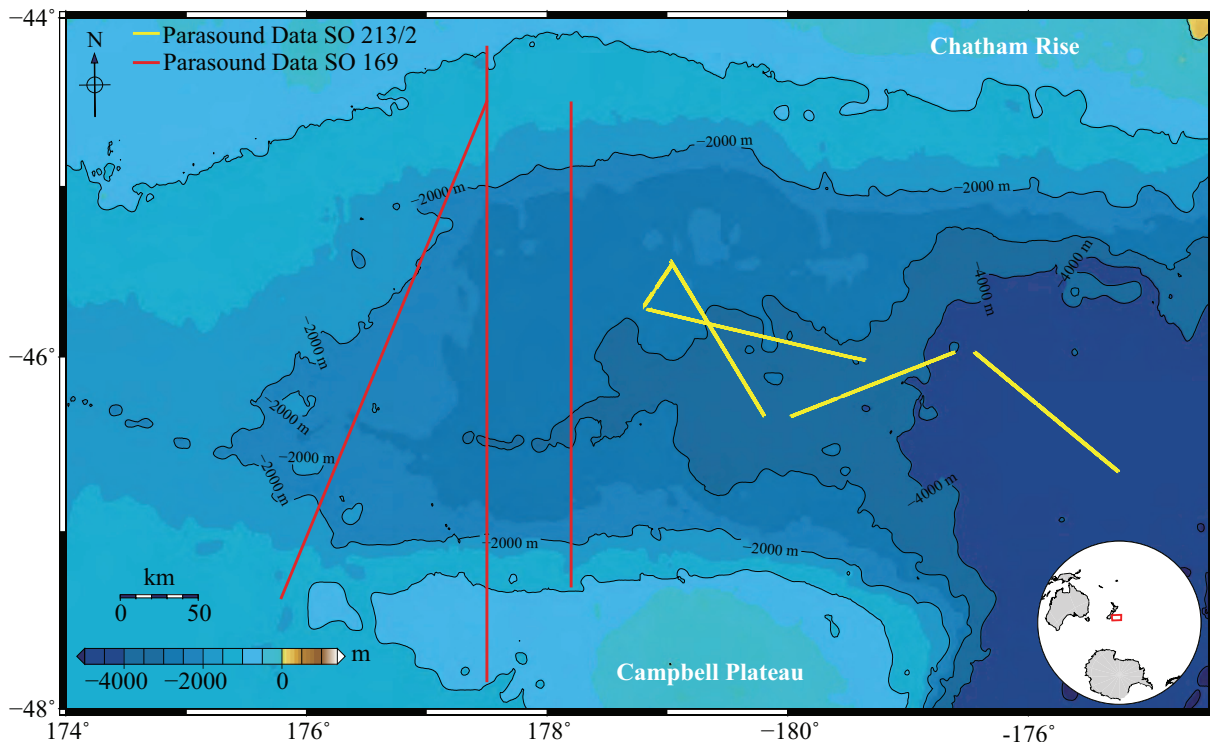 −44°
Parasound Data SO 213/2
Parasound Data SO 169
N
Chatham Rise
−2000 m
−2000 m
−2000 m
−4000 m
−4000 m
−2000 m
−46°
−2000 m
−2000 m
−2000 m
−4000 m
−2000 m
−2000 m
km
0 50
m
−4000 −2000 0
Campbell Plateau
−48°
174° 176° 178° −180° -176°